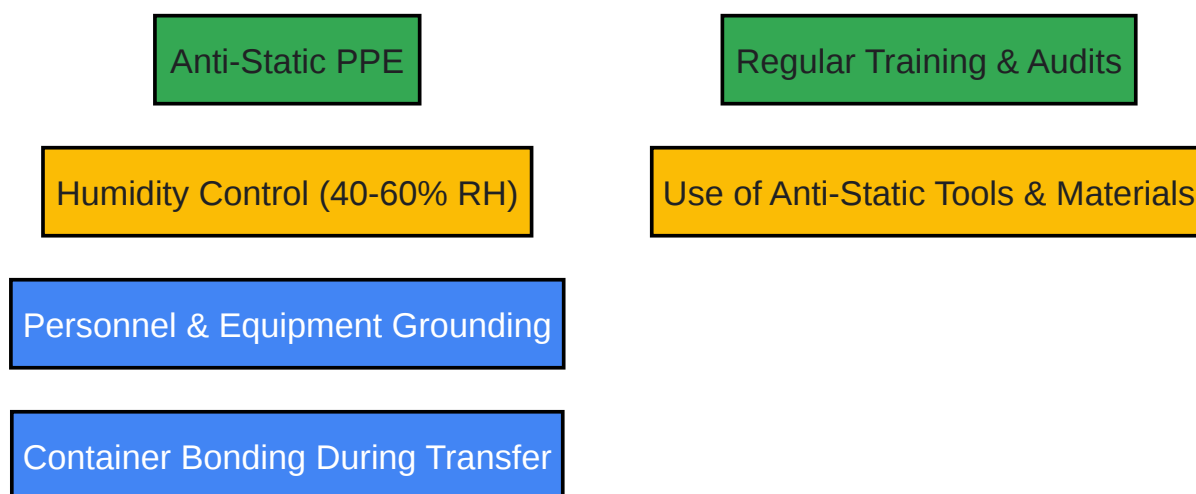 Anti-Static PPE
Regular Training & Audits
Humidity Control (40-60% RH)
Use of Anti-Static Tools & Materials
Personnel & Equipment Grounding
Container Bonding During Transfer